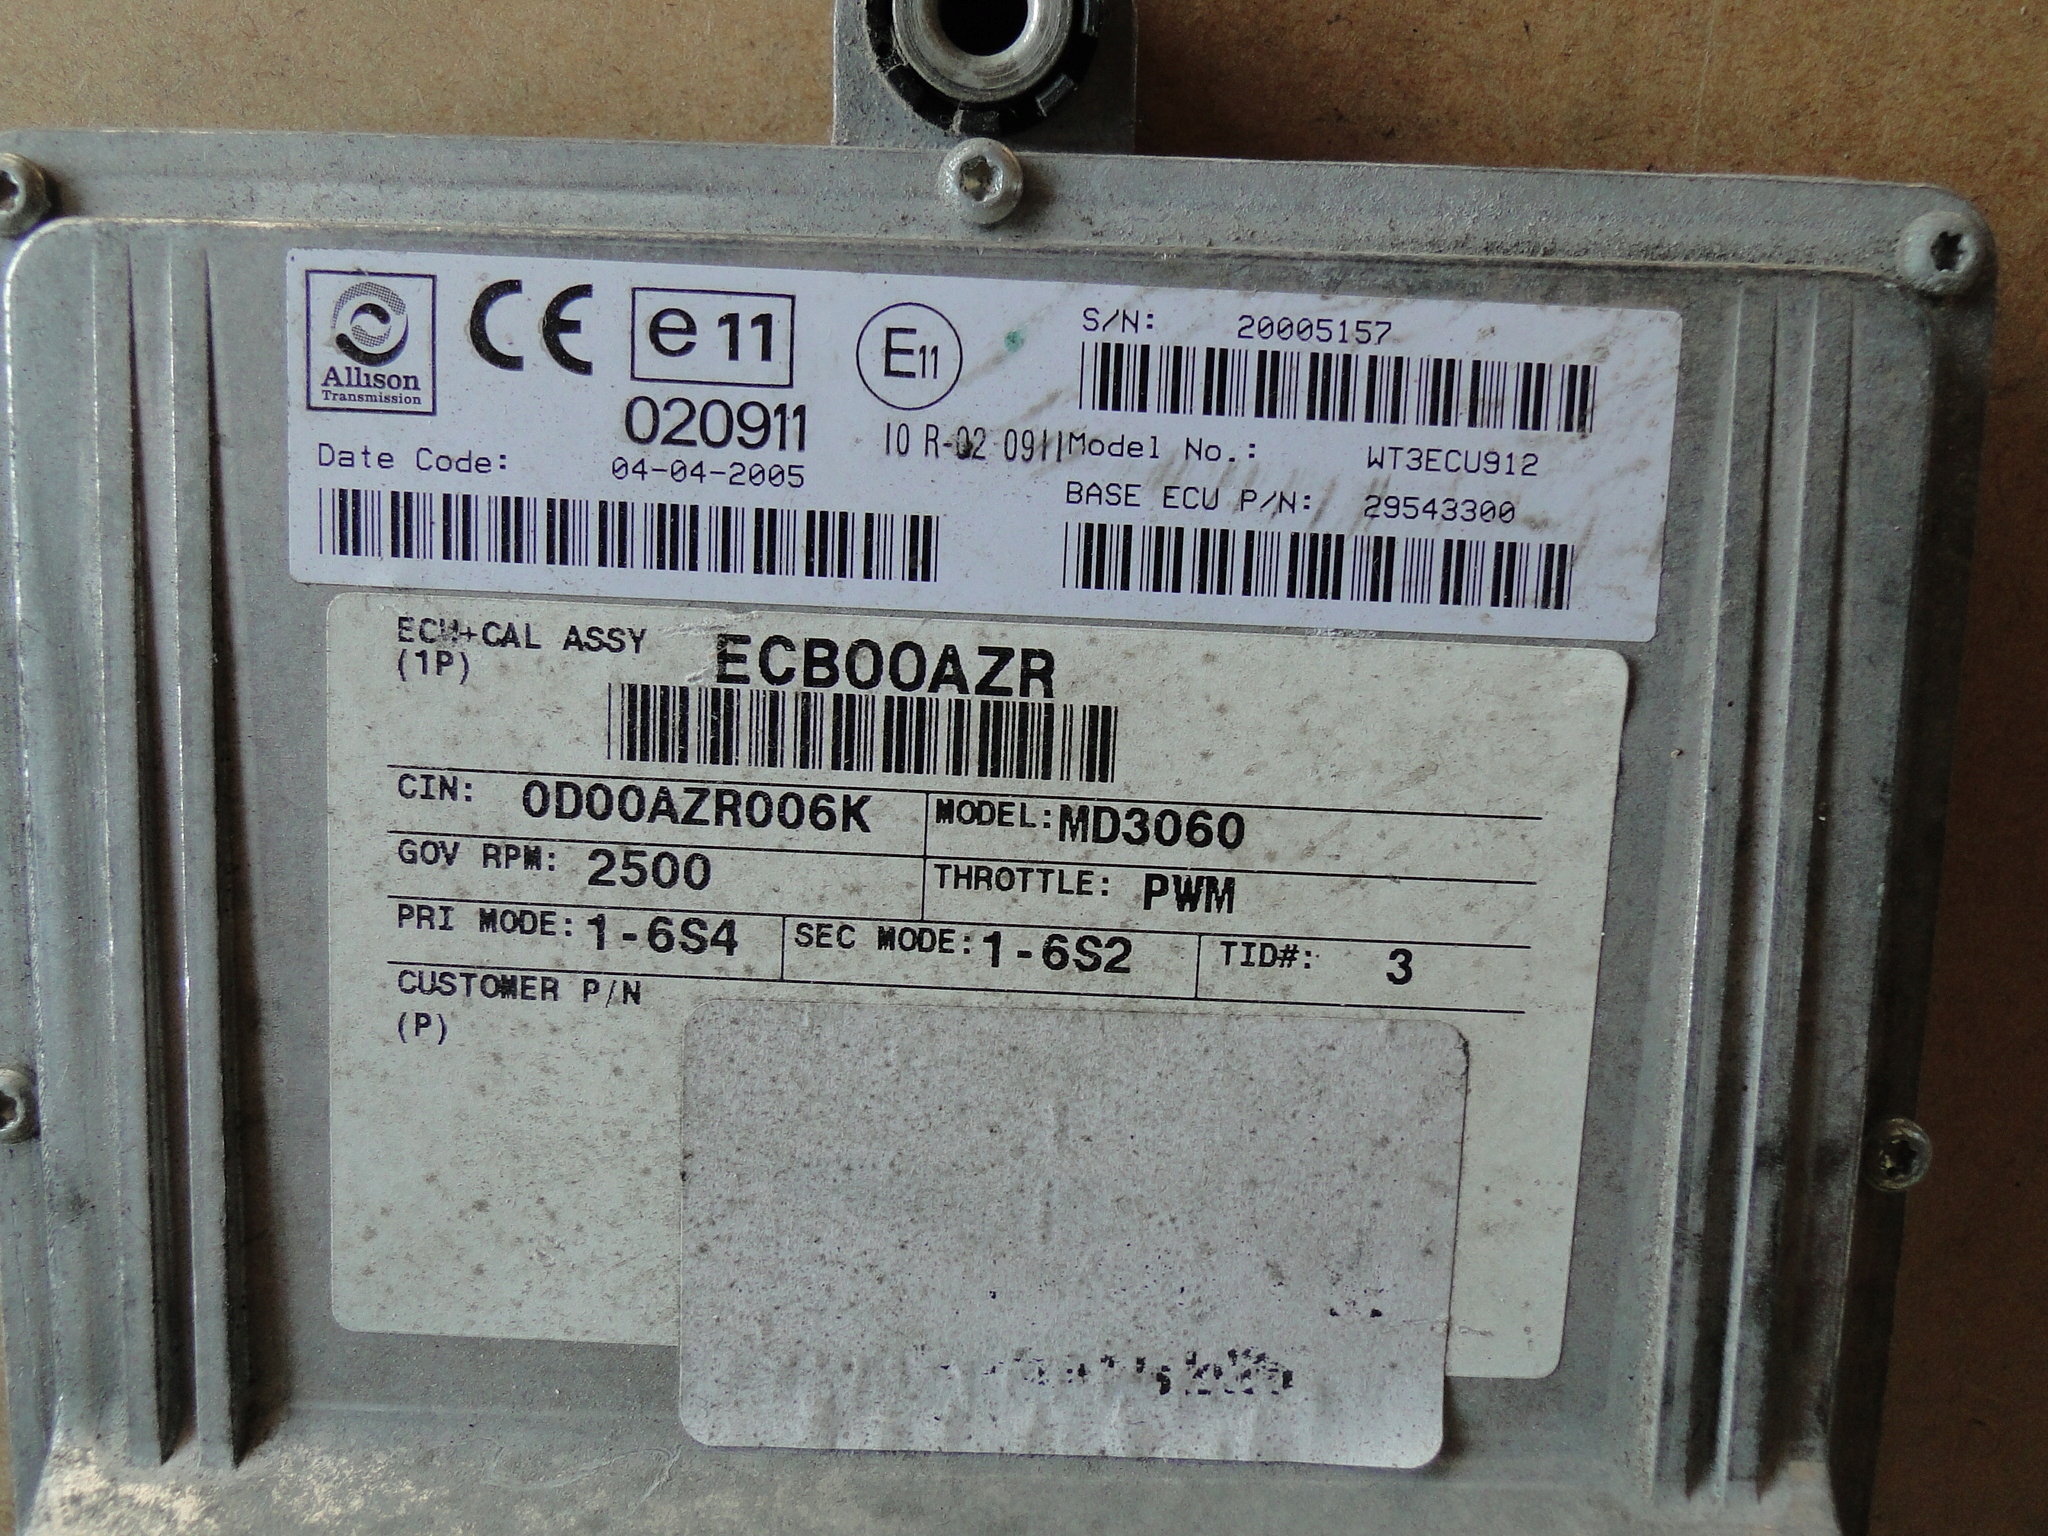 Allison
Transmission
CE
e11
020911
E11
10 R-02 0911
S/N: 20005157
Model No.: WT3ECU912
Date Code: 04-04-2005
BASE ECU P/N: 29543300
ECU+CAL ASSY ECB00AZR
(1P)
CIN: 0D00AZR006K MODEL: MD3060
GOV RPM: 2500 THROTTLE: PWM
PRI MODE: 1-6S4 SEC MODE: 1-6S2 TID#: 3
CUSTOMER P/N
(P)